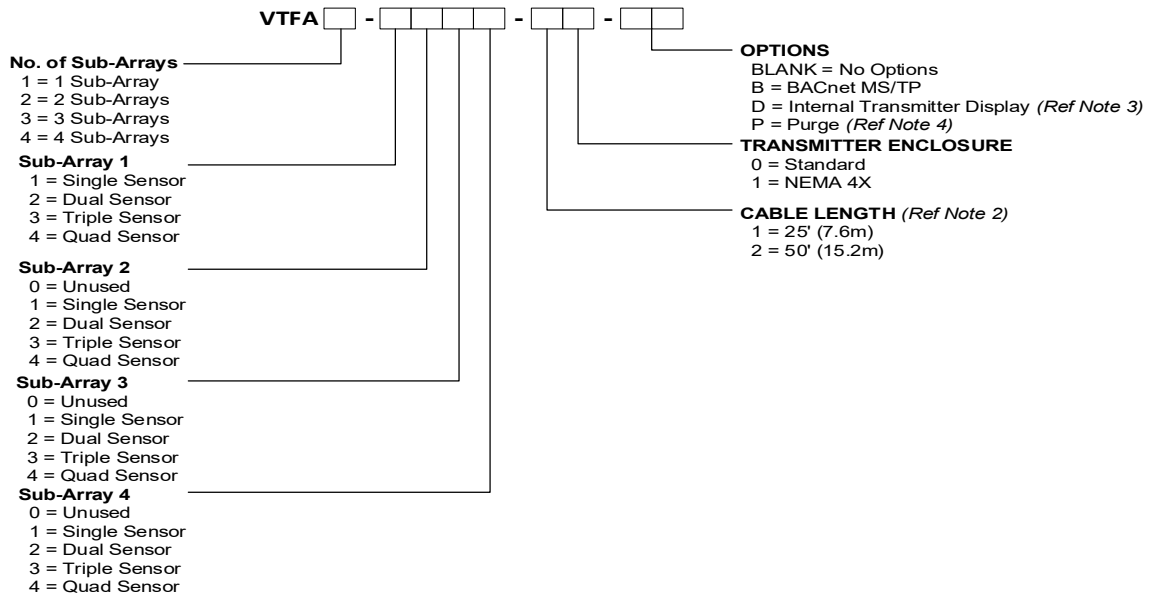 VTFA - - -
No. of Sub-Arrays
1 = 1 Sub-Array
2 = 2 Sub-Arrays
3 = 3 Sub-Arrays
4 = 4 Sub-Arrays
Sub-Array 1
1 = Single Sensor
2 = Dual Sensor
3 = Triple Sensor
4 = Quad Sensor
Sub-Array 2
0 = Unused
1 = Single Sensor
2 = Dual Sensor
3 = Triple Sensor
4 = Quad Sensor
Sub-Array 3
0 = Unused
1 = Single Sensor
2 = Dual Sensor
3 = Triple Sensor
4 = Quad Sensor
Sub-Array 4
0 = Unused
1 = Single Sensor
2 = Dual Sensor
3 = Triple Sensor
4 = Quad Sensor
OPTIONS
BLANK = No Options
B = BACnet MS/TP
D = Internal Transmitter Display (Ref Note 3)
P = Purge (Ref Note 4)
TRANSMITTER ENCLOSURE
0 = Standard
1 = NEMA 4X
CABLE LENGTH (Ref Note 2)
1 = 25' (7.6m)
2 = 50' (15.2m)